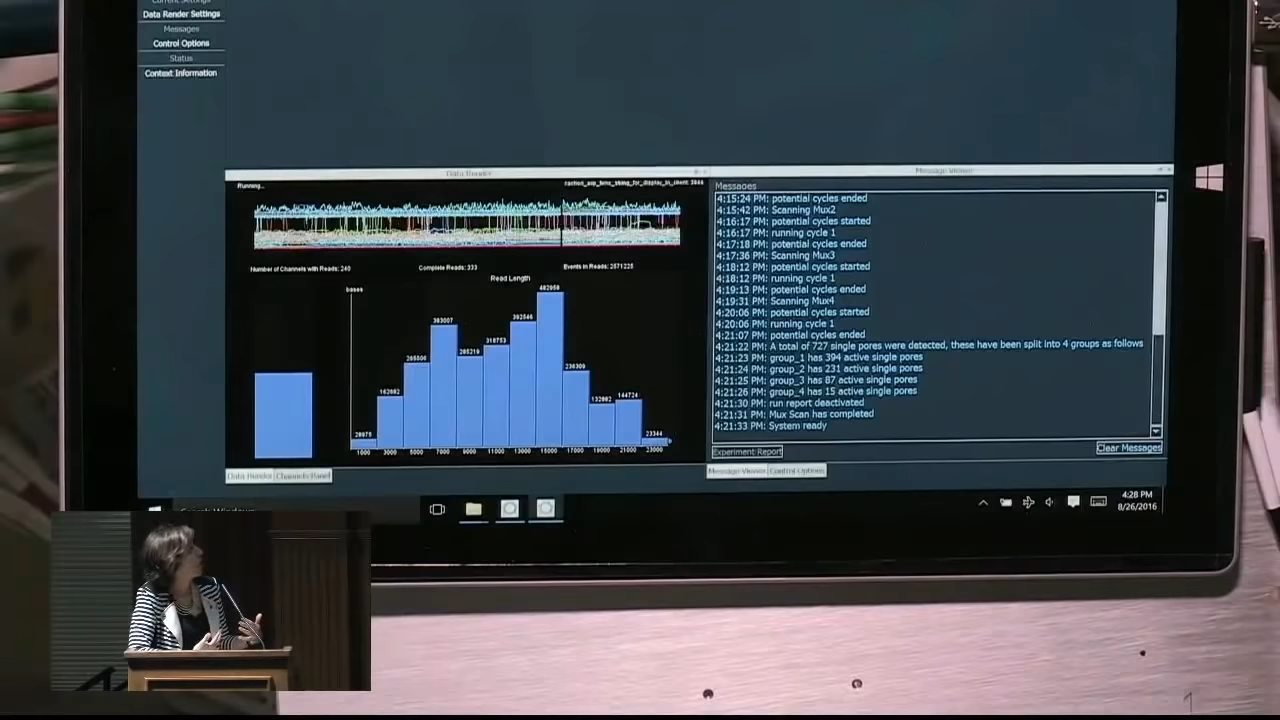 Current Settings
Data Render Settings
Messages
Control Options
Status
Context Information
Data Render
Running...
Number of Channels with Reads: 240
Complete Reads: 333
Events in Reads: 2571225
Read Length
bases
20975
162602
383007
285219
318753
392546
482050
144724
23344
1000
3000
5000
7000
9000
11000
13000
15000
17000
19000
21000
23000
Data Render
Channels Panel
Message Viewer
Messages
4:15:24 PM: potential cycles ended
4:15:42 PM: Scanning Mux2
4:16:17 PM: potential cycles started
4:16:17 PM: running cycle 1
4:17:18 PM: potential cycles ended
4:17:36 PM: Scanning Mux3
4:18:12 PM: potential cycles started
4:18:12 PM: running cycle 1
4:19:13 PM: potential cycles ended
4:19:31 PM: Scanning Mux4
4:20:06 PM: potential cycles started
4:20:06 PM: running cycle 1
4:21:07 PM: potential cycles ended
4:21:22 PM: A total of 727 single pores were detected, these have been split into 4 groups as follows
4:21:23 PM: group_1 has 394 active single pores
4:21:24 PM: group_2 has 231 active single pores
4:21:25 PM: group_3 has 87 active single pores
4:21:26 PM: group_4 has 15 active single pores
4:21:30 PM: run report deactivated
4:21:31 PM: Mux Scan has completed
4:21:33 PM: System ready
Experiment Report
Clear Messages
Message Viewer
Control Options
Search Windows
4:28 PM
8/26/2016